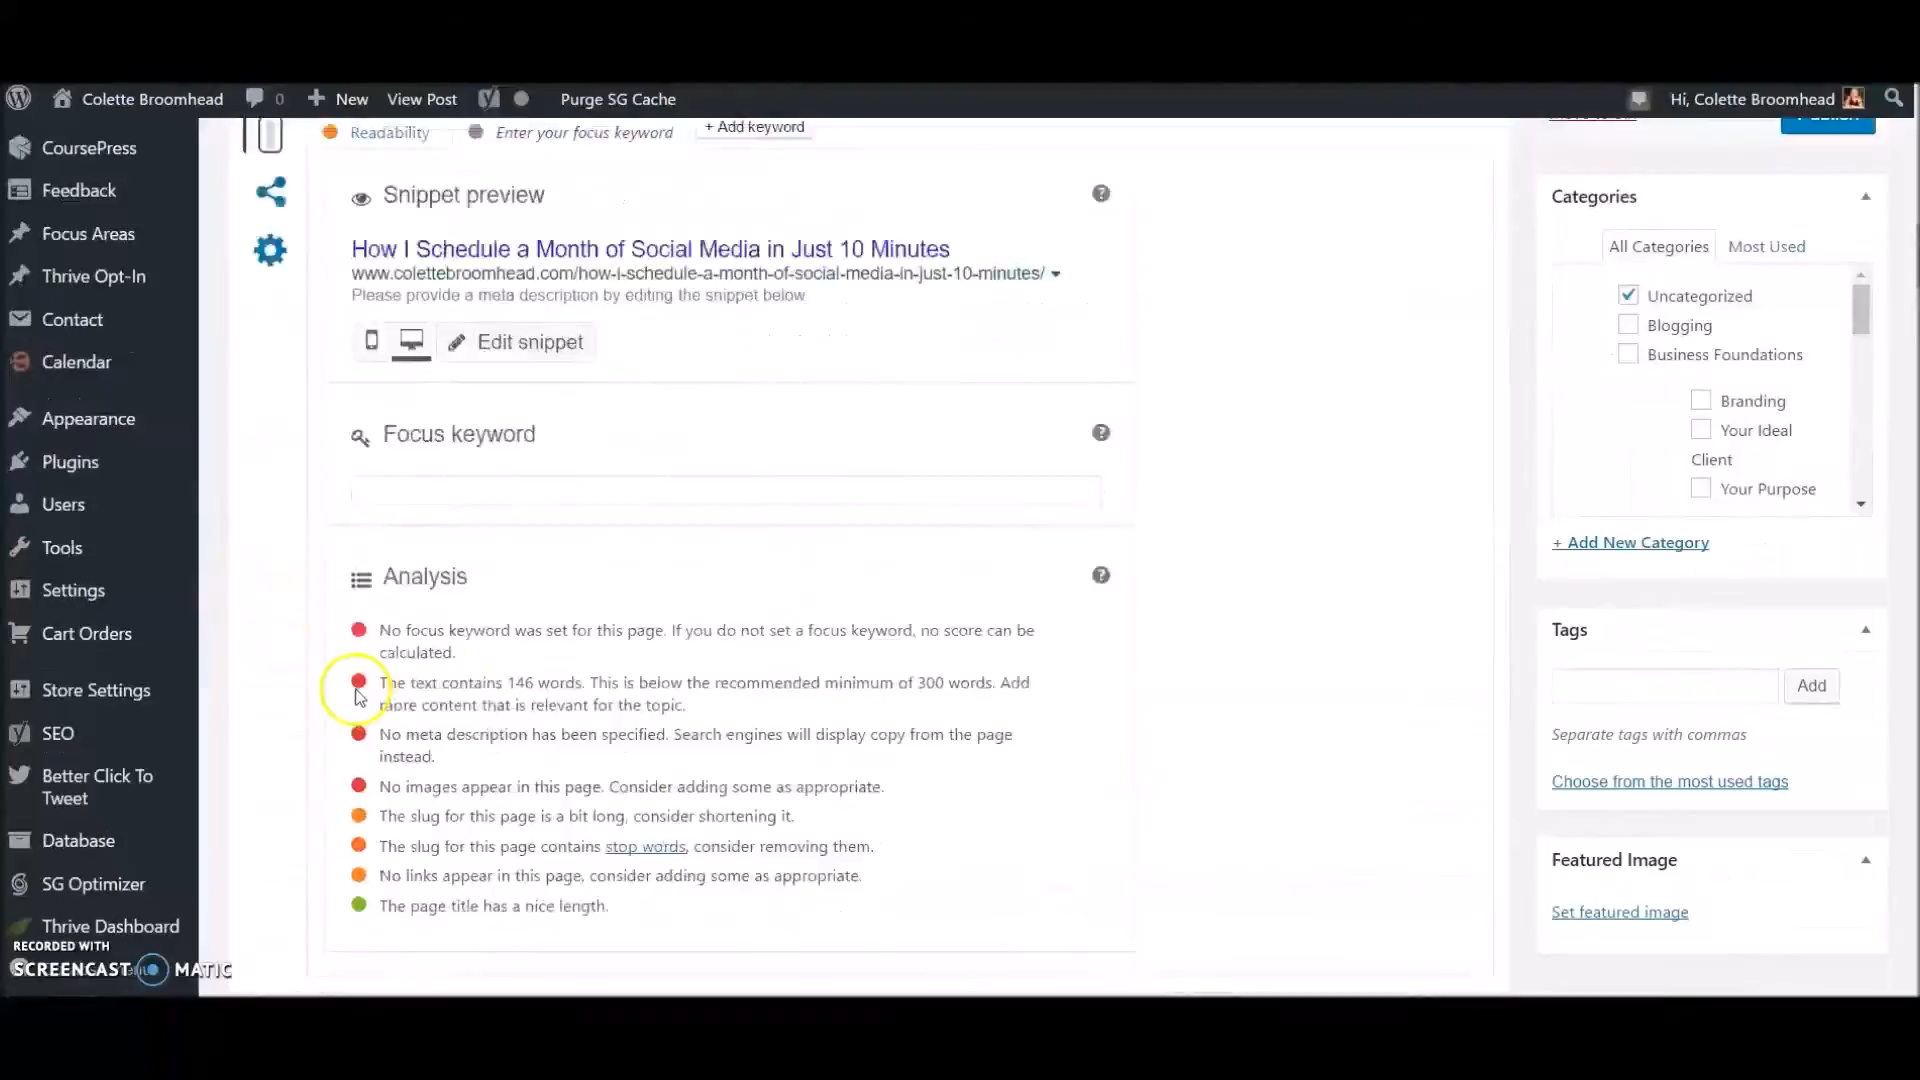 Colette Broomhead
0
New
View Post
Purge SG Cache
Hi, Colette Broomhead
CoursePress
Feedback
Focus Areas
Thrive Opt-In
Contact
Calendar
Appearance
Plugins
Users
Tools
Settings
Cart Orders
Store Settings
SEO
Better Click To
Tweet
Database
SG Optimizer
Thrive Dashboard
RECORDED WITH
SCREENCAST MATIC
Readability
Enter your focus keyword
+ Add keyword
Snippet preview
How I Schedule a Month of Social Media in Just 10 Minutes
www.colettebroomhead.com/how-i-schedule-a-month-of-social-media-in-just-10-minutes/
Please provide a meta description by editing the snippet below
Edit snippet
Focus keyword
Analysis
No focus keyword was set for this page. If you do not set a focus keyword, no score can be
calculated.
The text contains 146 words. This is below the recommended minimum of 300 words. Add
more content that is relevant for the topic.
No meta description has been specified. Search engines will display copy from the page
instead.
No images appear in this page. Consider adding some as appropriate.
The slug for this page is a bit long, consider shortening it.
The slug for this page contains stop words, consider removing them.
No links appear in this page, consider adding some as appropriate.
The page title has a nice length.
Categories
All Categories
Most Used
Uncategorized
Blogging
Business Foundations
Branding
Your Ideal
Client
Your Purpose
+ Add New Category
Tags
Add
Separate tags with commas
Choose from the most used tags
Featured Image
Set featured image